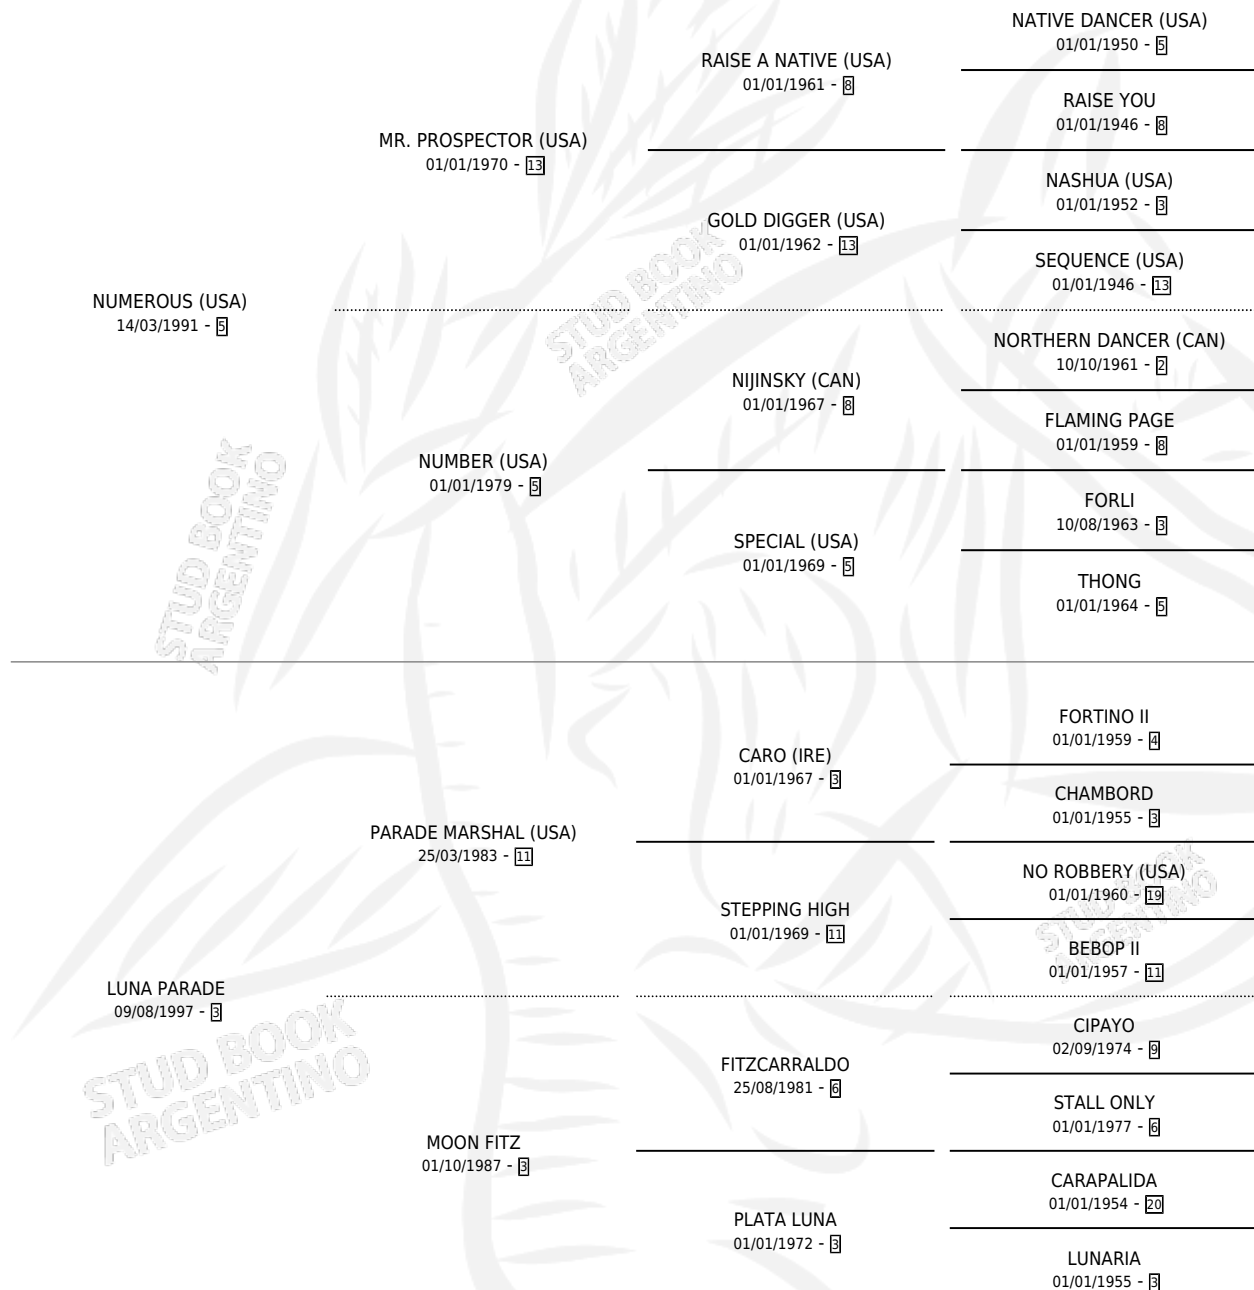 NATIVE DANCER (USA)
01/01/1950 - 5
RAISE A NATIVE (USA)
01/01/1961 - 8
RAISE YOU
01/01/1946 - 8
MR. PROSPECTOR (USA)
01/01/1970 - 13
NASHUA (USA)
01/01/1952 - 3
GOLD DIGGER (USA)
01/01/1962 - 13
SEQUENCE (USA)
01/01/1946 - 13
NUMEROUS (USA)
14/03/1991 - 5
STUD BOOK
ARGENTINO
NORTHERN DANCER (CAN)
10/10/1961 - 2
NIJINSKY (CAN)
01/01/1967 - 8
FLAMING PAGE
01/01/1959 - 8
NUMBER (USA)
01/01/1979 - 5
FORLI
10/08/1963 - 3
SPECIAL (USA)
01/01/1969 - 5
THONG
01/01/1964 - 5
STUD BOOK
ARGENTINO
FORTINO II
01/01/1959 - 4
CARO (IRE)
01/01/1967 - 3
CHAMBORD
01/01/1955 - 3
PARADE MARSHAL (USA)
25/03/1983 - 11
NO ROBBERY (USA)
01/01/1960 - 19
STEPPING HIGH
01/01/1969 - 11
STUD BOOK
ARGENTINO
BEBOP II
01/01/1957 - 11
LUNA PARADE
09/08/1997 - 3
CIPAYO
02/09/1974 - 9
FITZCARRALDO
25/08/1981 - 6
STALL ONLY
01/01/1977 - 6
STUD BOOK
ARGENTINO
MOON FITZ
01/10/1987 - 3
CARAPALIDA
01/01/1954 - 20
PLATA LUNA
01/01/1972 - 3
LUNARIA
01/01/1955 - 3